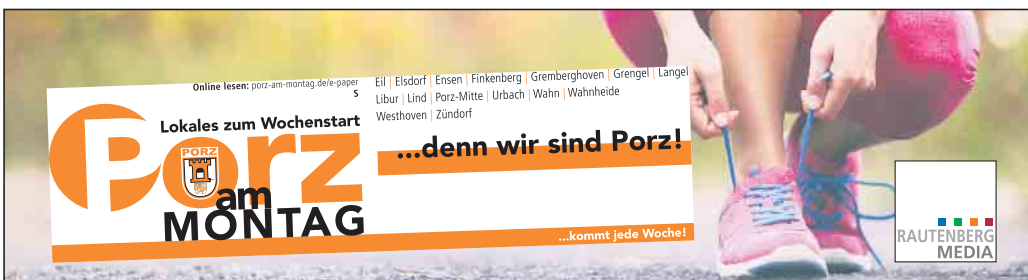 Online lesen: porz-am-montag.de/e-paper
S
Lokales zum Wochenstart
Porz
PORZ
am
MONTAG
Eil | Elsdorf | Ensen | Finkenberg | Gremberghoven | Grengel | Langel
Libur | Lind | Porz-Mitte | Urbach | Wahn | Wahnheide
Westhoven | Zündorf
...denn wir sind Porz!
...kommt jede Woche!
RAUTENBERG
MEDIA